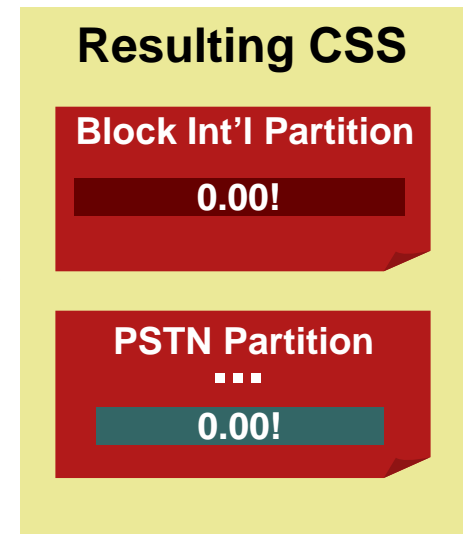 Resulting CSS
Block Int’l Partition
0.00!
PSTN Partition
...
0.00!